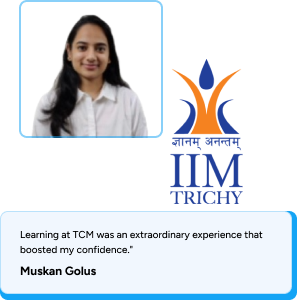 ज्ञानम् अनन्तम्
IIM
TRICHY
Learning at TCM was an extraordinary experience that
boosted my confidence."
Muskan Golus